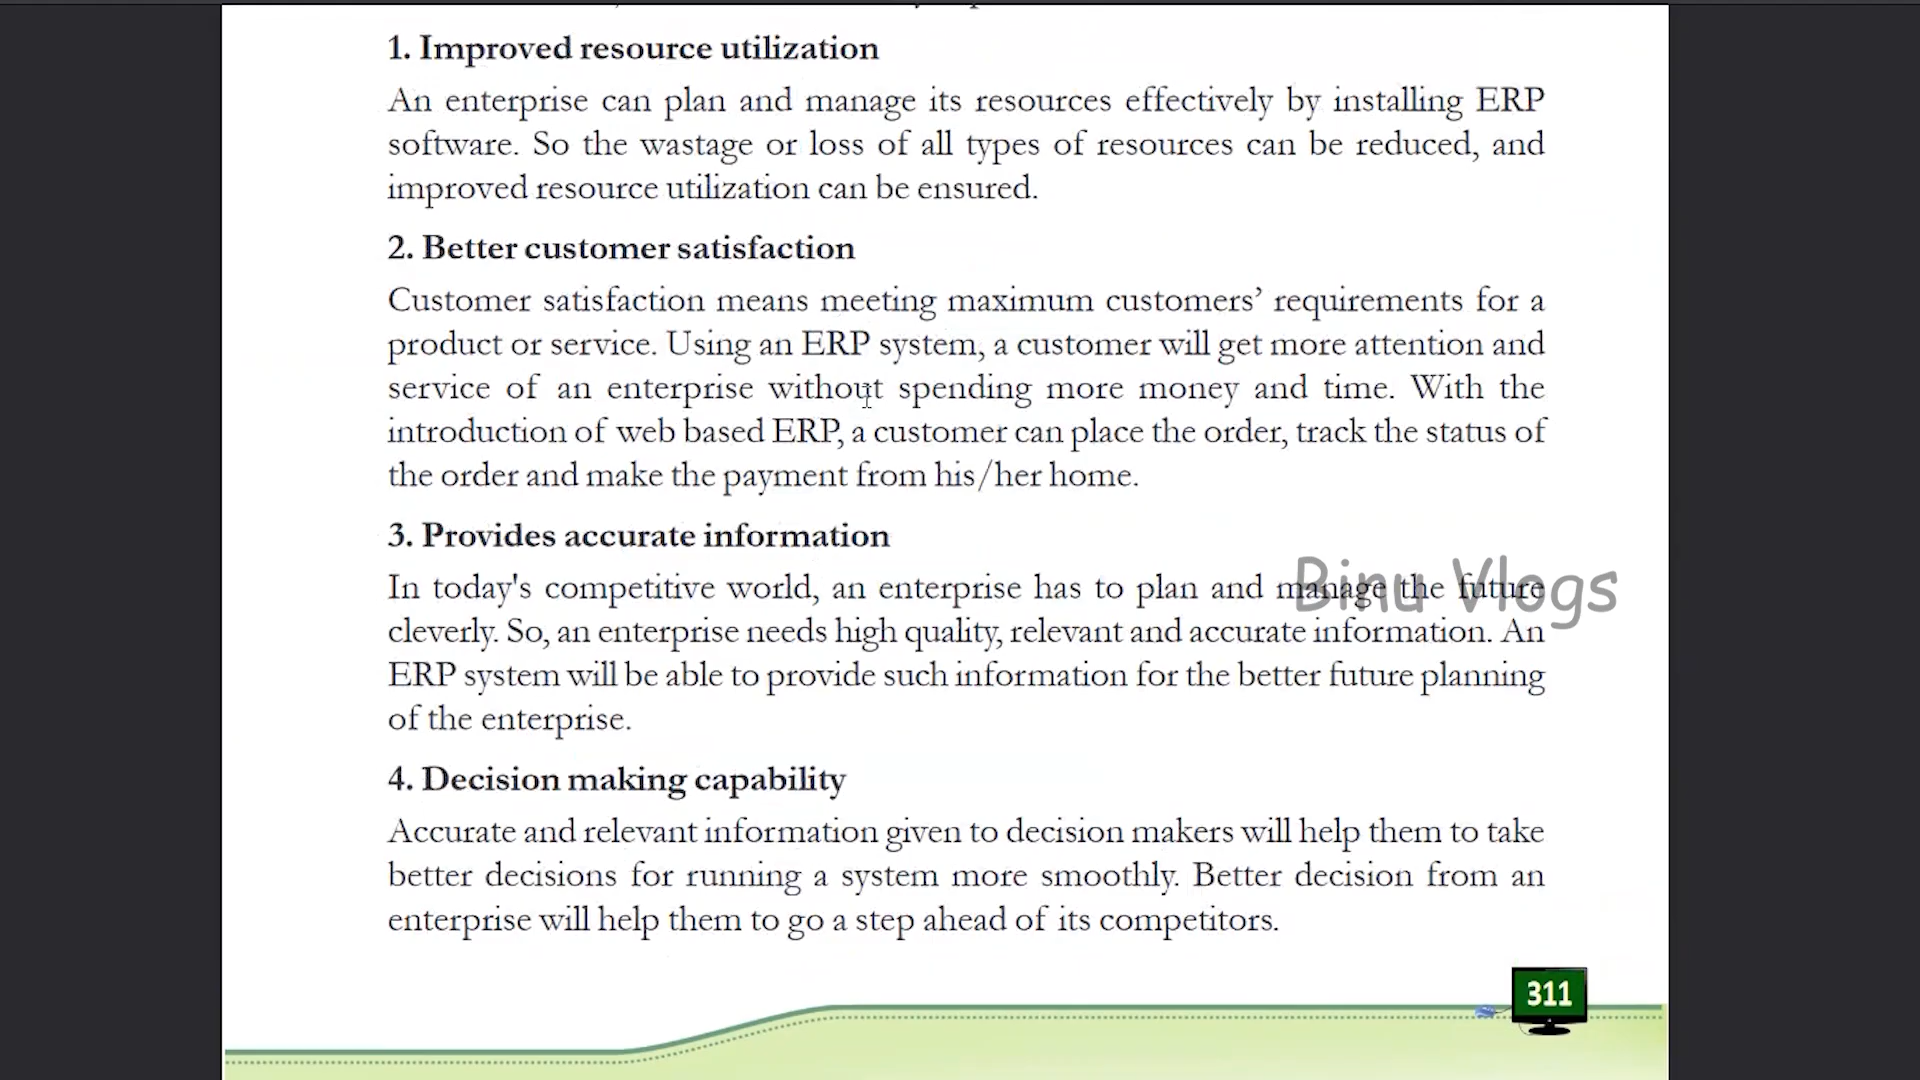 1. Improved resource utilization
An enterprise can plan and manage its resources effectively by installing ERP
software. So the wastage or loss of all types of resources can be reduced, and
improved resource utilization can be ensured.
2. Better customer satisfaction
Customer satisfaction means meeting maximum customers’ requirements for a
product or service. Using an ERP system, a customer will get more attention and
service of an enterprise without spending more money and time. With the
introduction of web based ERP, a customer can place the order, track the status of
the order and make the payment from his/her home.
3. Provides accurate information
In today's competitive world, an enterprise has to plan and manage the future
Binu Vlogs
cleverly. So, an enterprise needs high quality, relevant and accurate information. An
ERP system will be able to provide such information for the better future planning
of the enterprise.
4. Decision making capability
Accurate and relevant information given to decision makers will help them to take
better decisions for running a system more smoothly. Better decision from an
enterprise will help them to go a step ahead of its competitors.
311